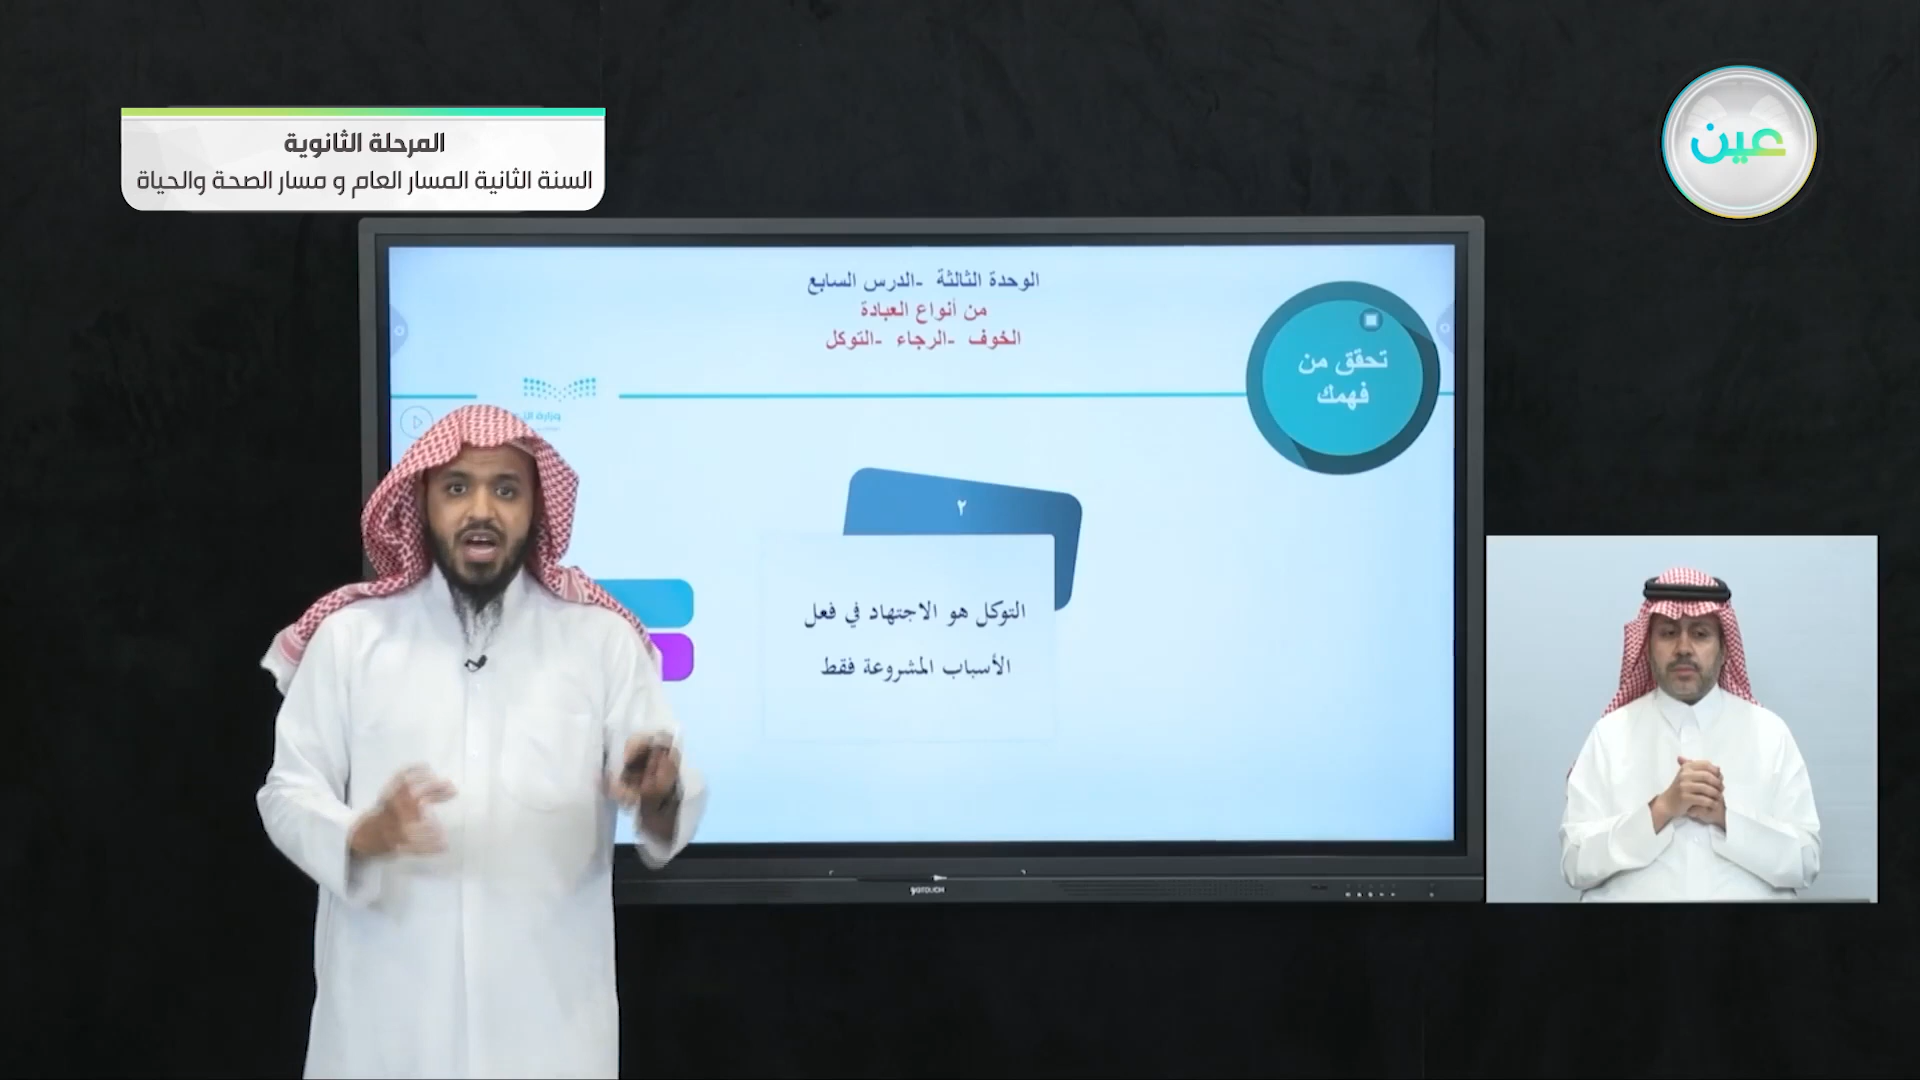 المرحلة الثانوية
السنة الثانية المسار العام و مسار الصحة والحياة
عين
الوحدة الثالثة -الدرس السابع
من أنواع العبادة
الخوف -الرجاء -التوكل
تحقق من
فهمك
وزارة
٢
التوكل هو الاجتهاد في فعل
الأسباب المشروعة فقط